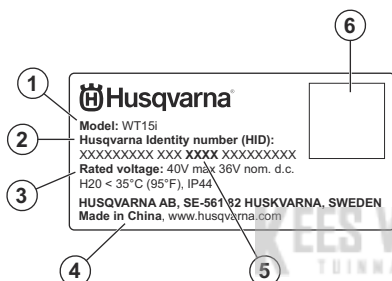 6
1
Husqvarna
Model: WT15i
2
Husqvarna Identity number (HID):
XXXXXXXXX XXX XXXX XXXXXXXXX
3
Rated voltage: 40V max 36V nom. d.c.
H20 < 35°C (95°F), IP44
HUSQVARNA AB, SE-561 82 HUSKVARNA, SWEDEN
Made in China, www.husqvarna.com
4
5